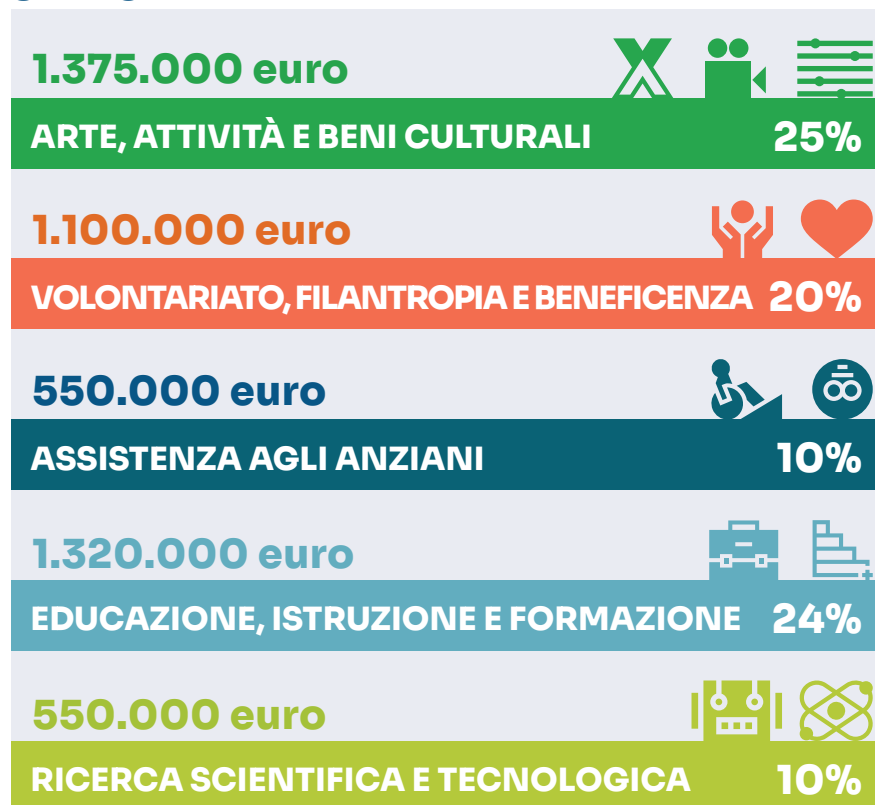 1.375.000 euro
ARTE, ATTIVITÀ E BENI CULTURALI 25%
1.100.000 euro
VOLONTARIATO, FILANTROPIA E BENEFICENZA 20%
550.000 euro
ASSISTENZA AGLI ANZIANI 10%
1.320.000 euro
EDUCAZIONE, ISTRUZIONE E FORMAZIONE 24%
550.000 euro
RICERCA SCIENTIFICA E TECNOLOGICA 10%